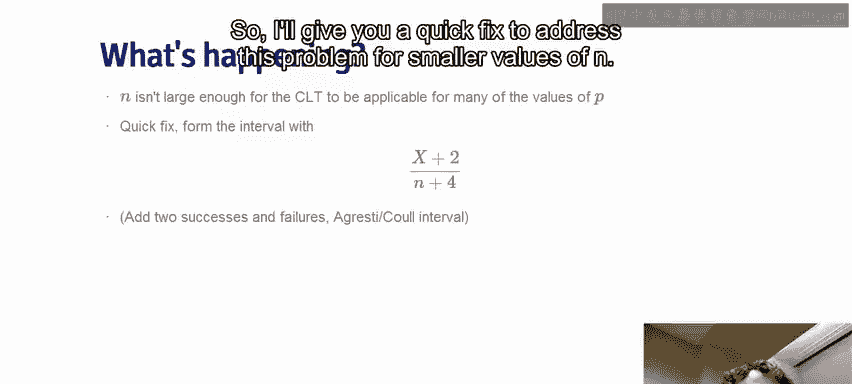 So, I'll give you a quick fix to address
this problem for smaller values of n.
What's happening?
· n isn't large enough for the CLT to be applicable for many of the values of p
· Quick fix, form the interval with
X + 2
n + 4
· (Add two successes and failures, Agresti/Coull interval)